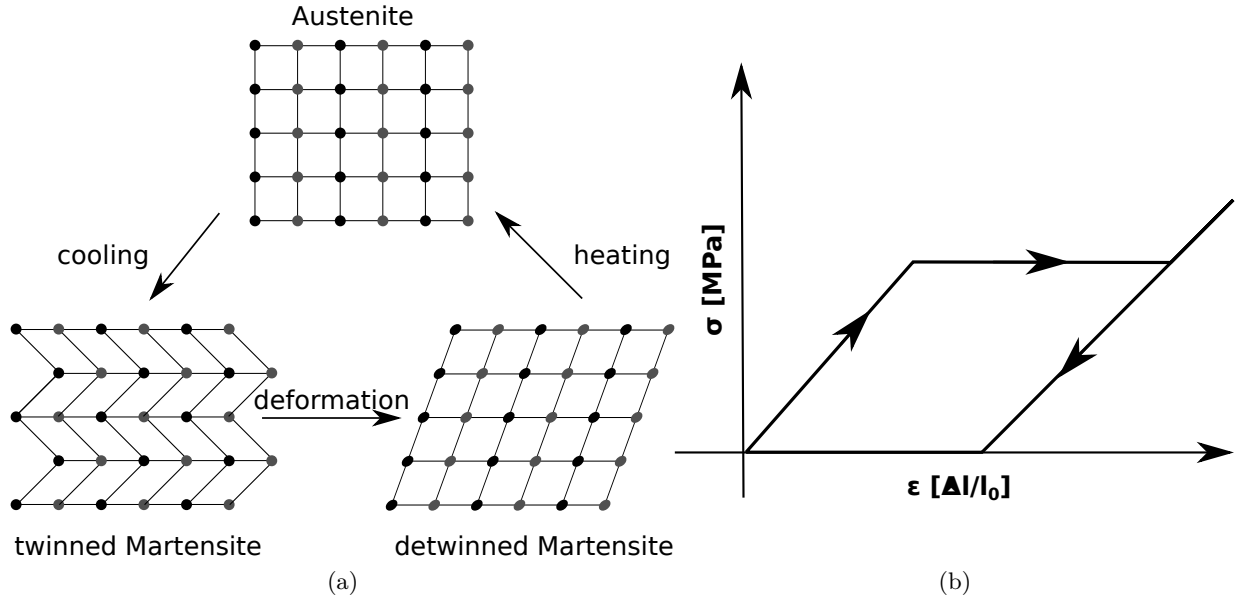 Austenite
cooling
heating
deformation
twinned Martensite
detwinned Martensite
(a)
σ [MPa]
ε [Δl/l₀]
(b)